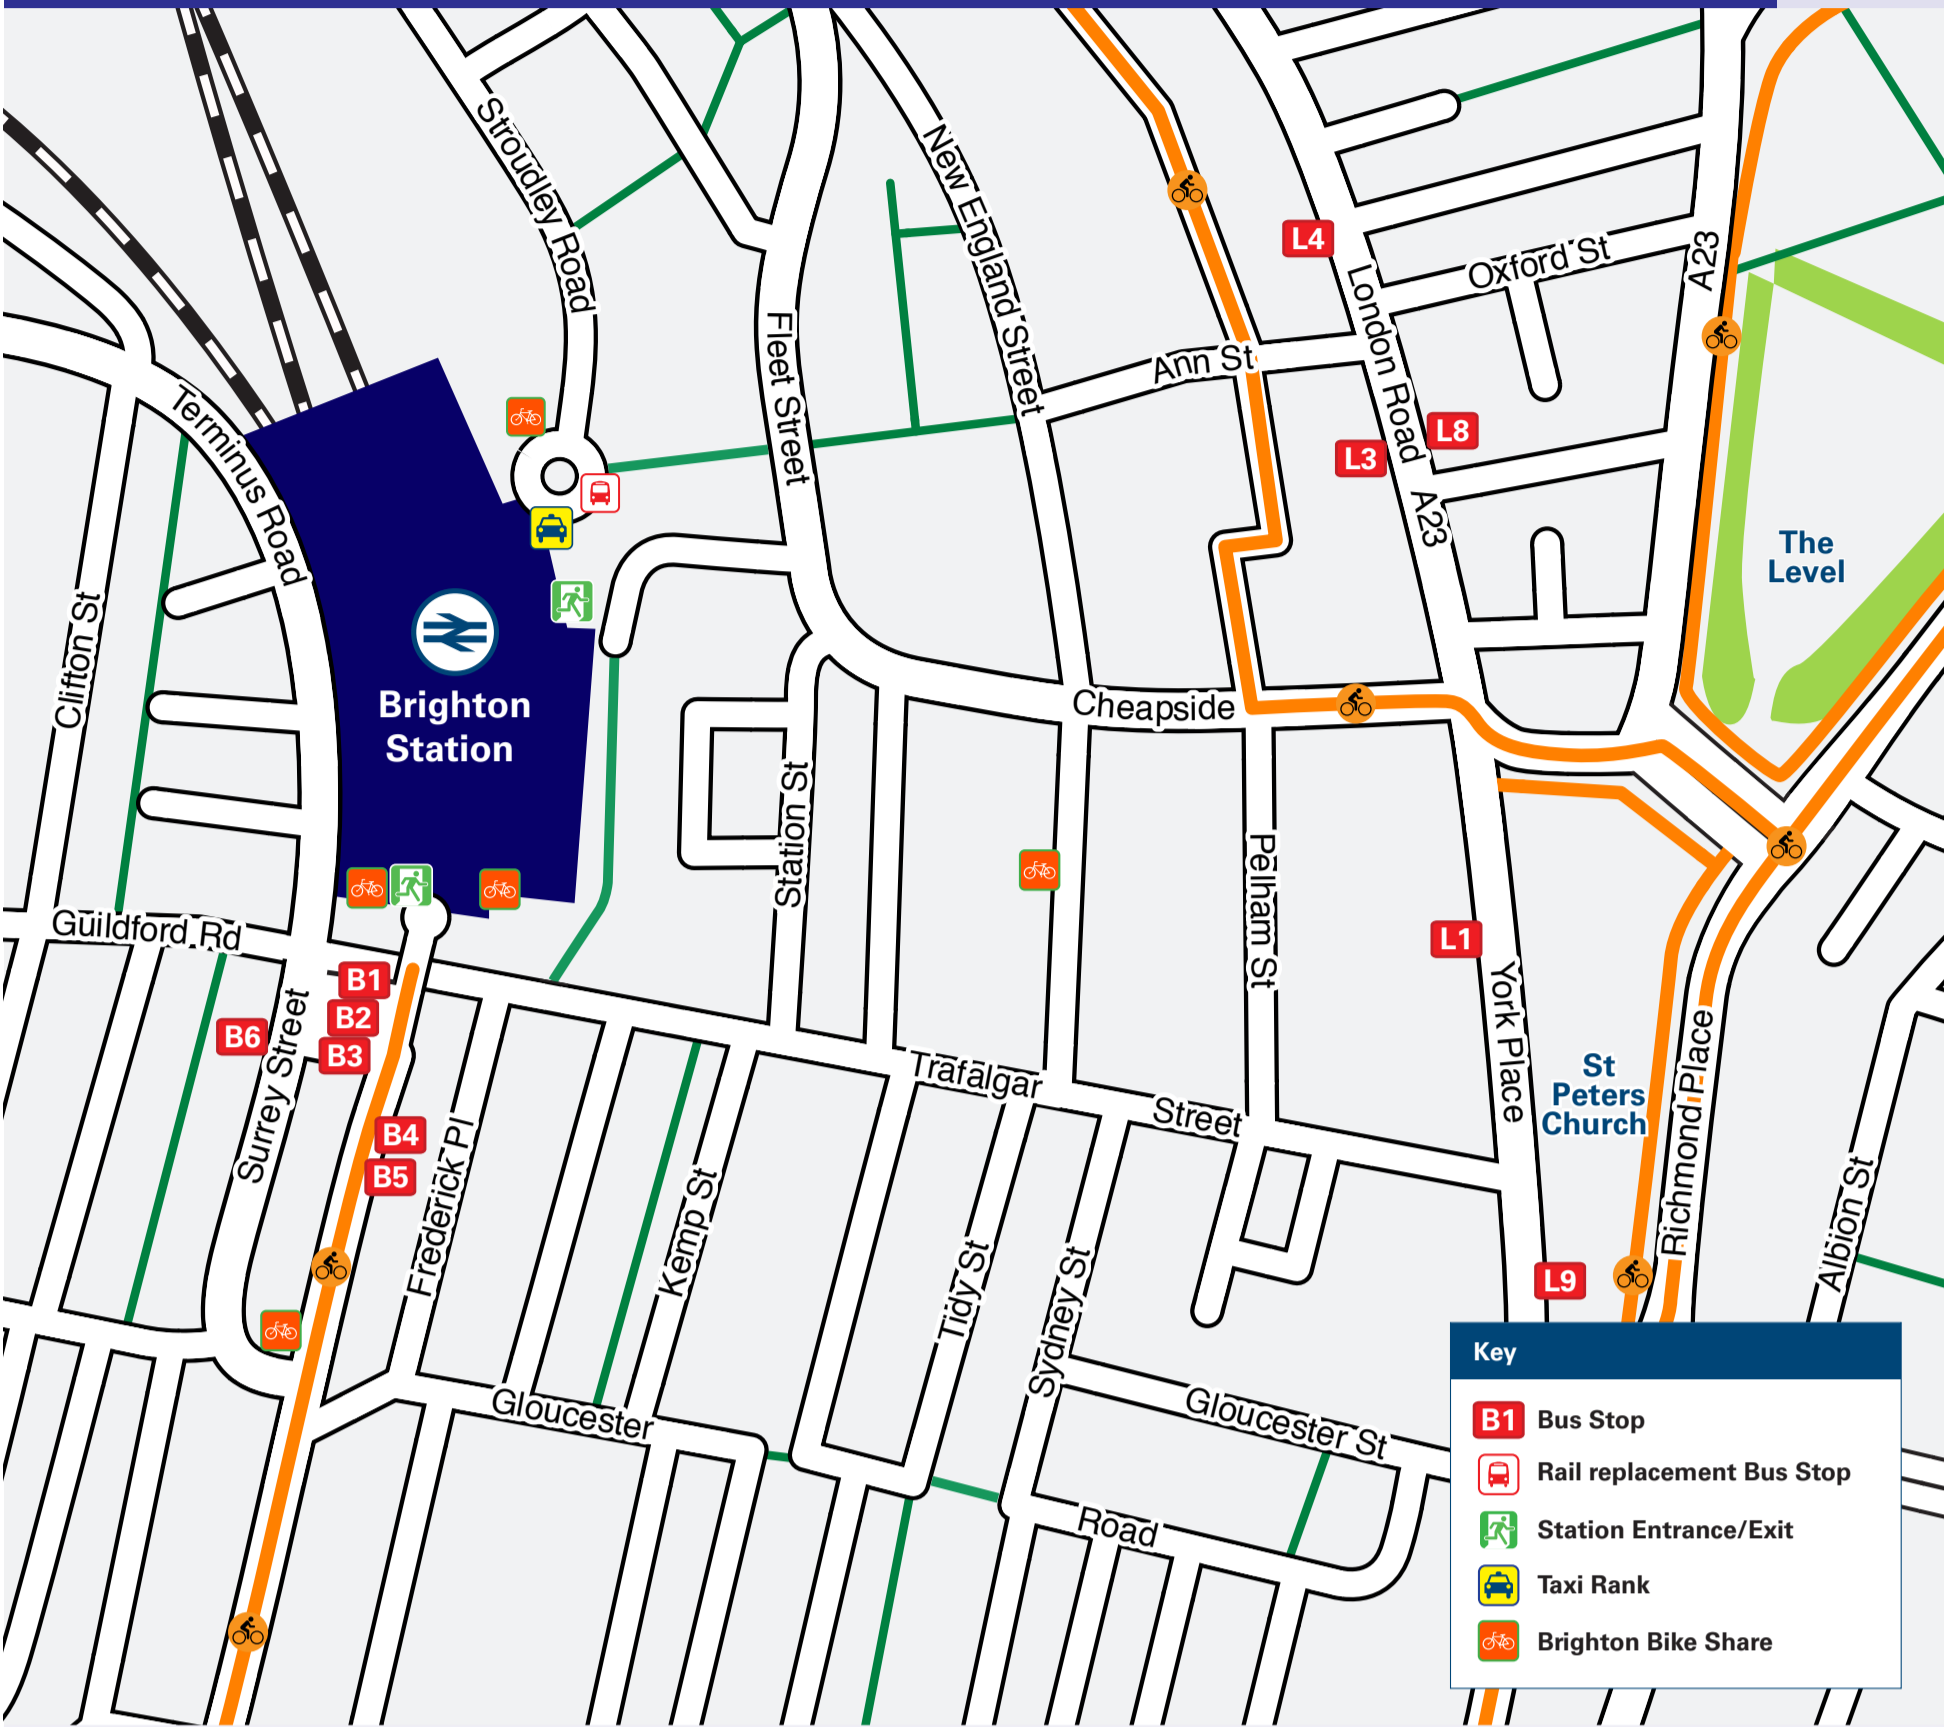 Stroudley Road
New England Street
L4
A23
Oxford St
London Road
Fleet Street
Ann St
L8
L3
A23
Terminus Road
The
Level
Clifton St
Brighton
Station
Cheapside
Station St
Pelham St
Guildford Rd
L1
B1
B2
B3
B6
York Place
Surrey Street
Trafalgar
Street
St
Peters
Church
Richmond Place
B4
B5
Frederick Pl
Kemp St
Tidy St
Sydney St
Albion St
L9
Gloucester
Gloucester St
Road
Key
B1 Bus Stop
Rail replacement Bus Stop
Station Entrance/Exit
Taxi Rank
Brighton Bike Share